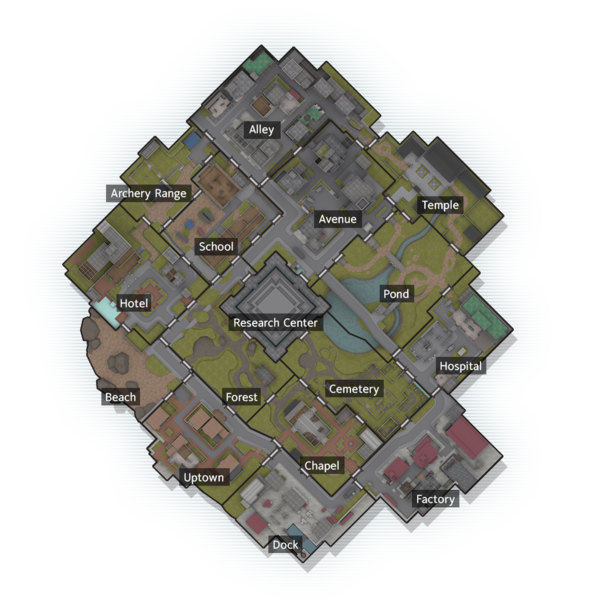 Alley
Archery Range
Temple
Avenue
School
Pond
Hotel
Research Center
Hospital
Cemetery
Beach
Forest
Chapel
Uptown
Factory
Dock